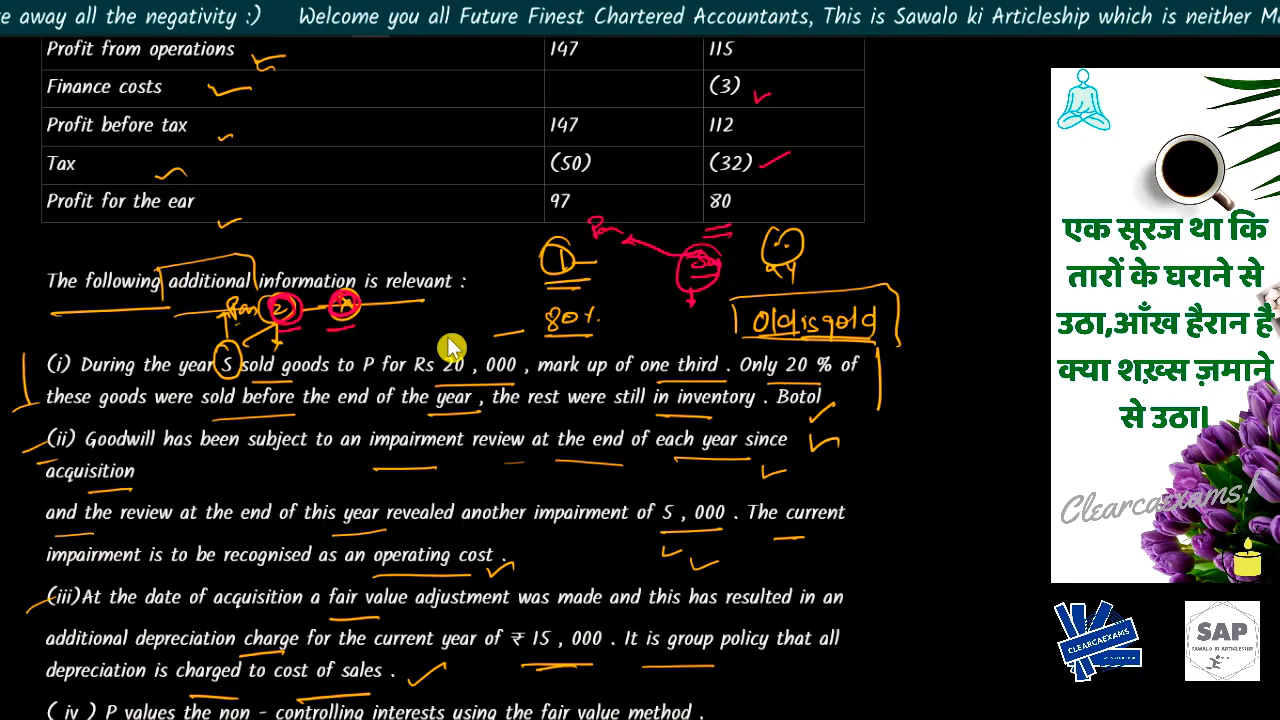 e away all the negativity :) Welcome you all Future Finest Chartered Accountants, This is Sawalo ki Articleship which is neither M
Profit from operations 147 115
Finance costs (3)
Profit before tax 147 112
Tax (50) (32)
Profit for the ear 97 80
The following additional information is relevant :
80%
Old is gold
(i) During the year S sold goods to P for Rs 20 , 000 , mark up of one third . Only 20 % of
these goods were sold before the end of the year , the rest were still in inventory . Botol
(ii) Goodwill has been subject to an impairment review at the end of each year since
acquisition
and the review at the end of this year revealed another impairment of 5 , 000 . The current
impairment is to be recognised as an operating cost .
(iii)At the date of acquisition a fair value adjustment was made and this has resulted in an
additional depreciation charge for the current year of ₹ 15 , 000 . It is group policy that all
depreciation is charged to cost of sales .
( iv ) P values the non - controlling interests using the fair value method .
एक सूरज था कि
तारों के घराने से
उठा,आँख हैरान है
क्या शख़्स ज़माने
से उठा।
Clearcaexams!
CLEARCAEXAMS
SAP
SAWALO KI ARTICLESHIP